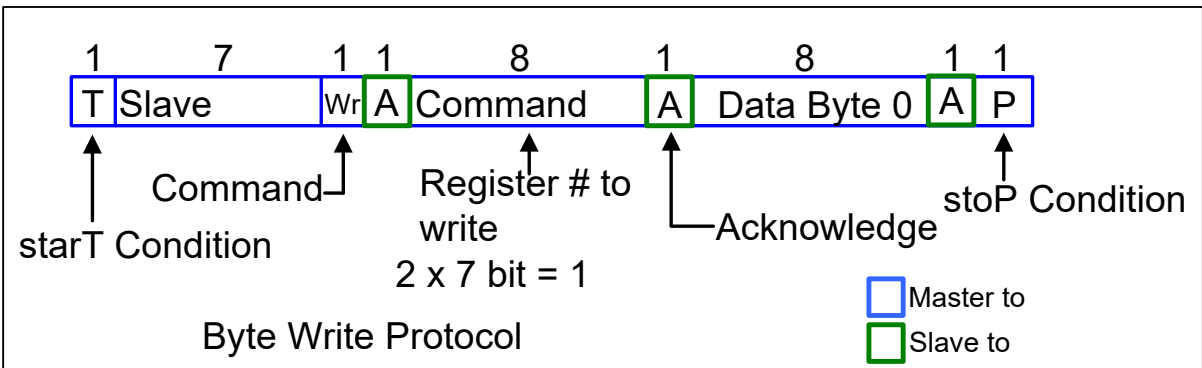 1 7 1 1 8 1 8 1 1
T Slave Wr A Command A Data Byte 0 A P
Command
Register # to
write
2 x 7 bit = 1
starT Condition
Acknowledge
stoP Condition
Byte Write Protocol
Master to
Slave to